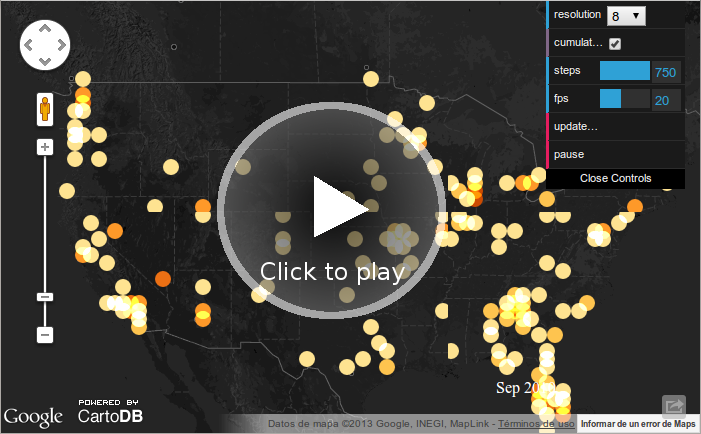 resolution 8
cumulat...
steps 750
fps 20
update...
pause
Close Controls
Click to play
Sep 20
Google
POWERED BY
CartoDB
Datos de mapa ©2013 Google, INEGI, MapLink - Términos de uso
Informar de un error de Maps